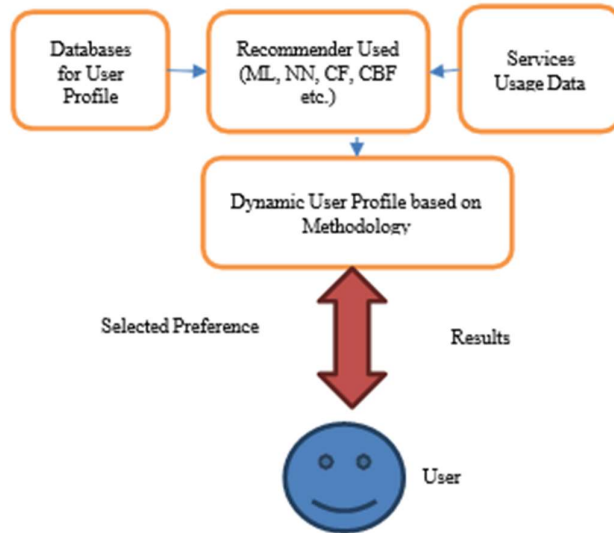 Databases
for User
Profile
Recommender Used
(ML, NN, CF, CBF
etc.)
Services
Usage Data
Dynamic User Profile based on
Methodology
Selected Preference
Results
User